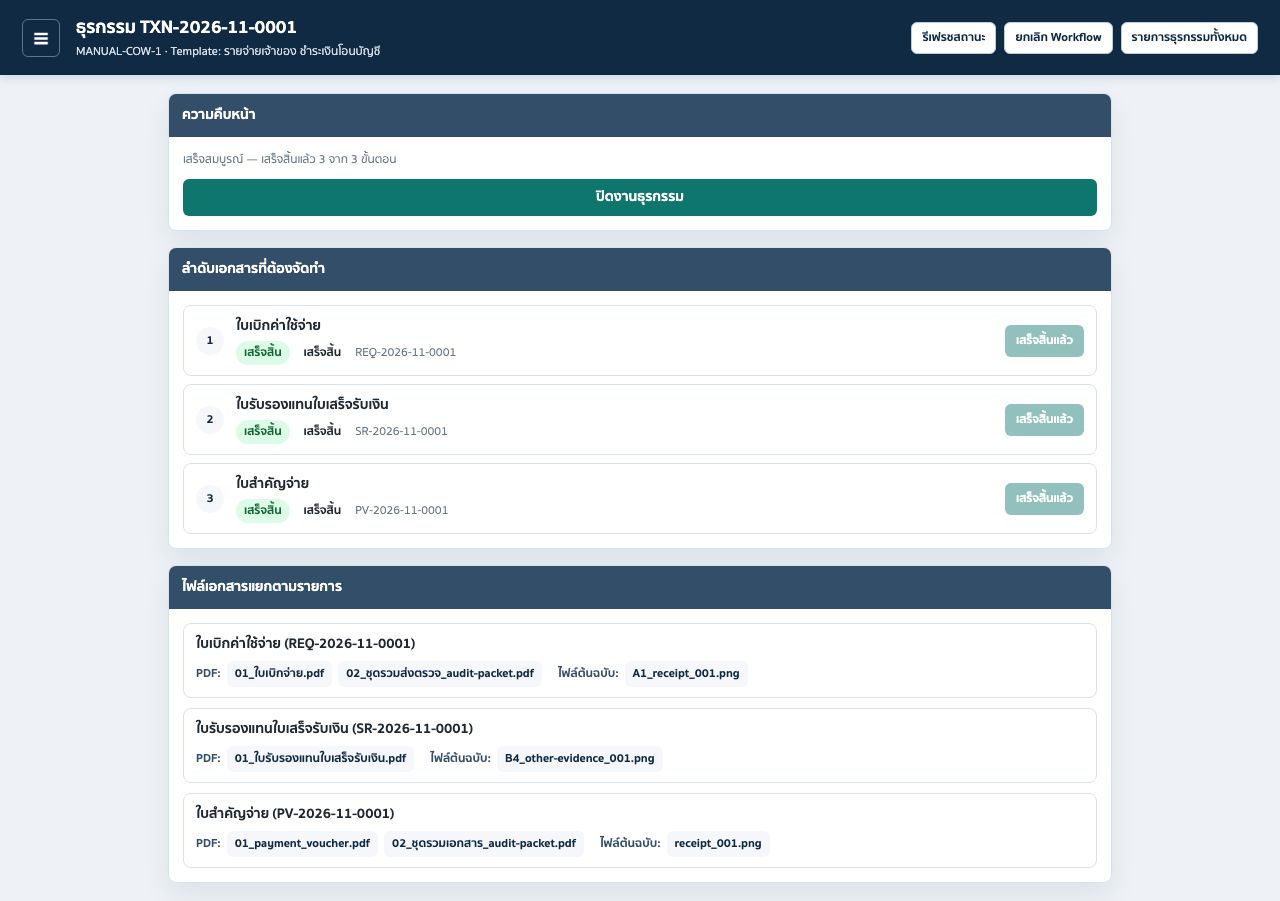 ธุรกรรม TXN-2026-11-0001
MANUAL-COW-1 · Template: รายจ่ายเจ้าของ ชำระเงินโอนบัญชี
รีเฟรชสถานะ
ยกเลิก Workflow
รายการธุรกรรมทั้งหมด
ความคืบหน้า
เสร็จสมบูรณ์ — เสร็จสิ้นแล้ว 3 จาก 3 ขั้นตอน
ปิดงานธุรกรรม
ลำดับเอกสารที่ต้องจัดทำ
1
ใบเบิกค่าใช้จ่าย
เสร็จสิ้น เสร็จสิ้น REQ-2026-11-0001
เสร็จสิ้นแล้ว
2
ใบรับรองแทนใบเสร็จรับเงิน
เสร็จสิ้น เสร็จสิ้น SR-2026-11-0001
เสร็จสิ้นแล้ว
3
ใบสำคัญจ่าย
เสร็จสิ้น เสร็จสิ้น PV-2026-11-0001
เสร็จสิ้นแล้ว
ไฟล์เอกสารแยกตามรายการ
ใบเบิกค่าใช้จ่าย (REQ-2026-11-0001)
PDF: 01_ใบเบิกจ่าย.pdf 02_ชุดรวมส่งตรวจ_audit-packet.pdf ไฟล์ต้นฉบับ: A1_receipt_001.png
ใบรับรองแทนใบเสร็จรับเงิน (SR-2026-11-0001)
PDF: 01_ใบรับรองแทนใบเสร็จรับเงิน.pdf ไฟล์ต้นฉบับ: B4_other-evidence_001.png
ใบสำคัญจ่าย (PV-2026-11-0001)
PDF: 01_payment_voucher.pdf 02_ชุดรวมเอกสาร_audit-packet.pdf ไฟล์ต้นฉบับ: receipt_001.png